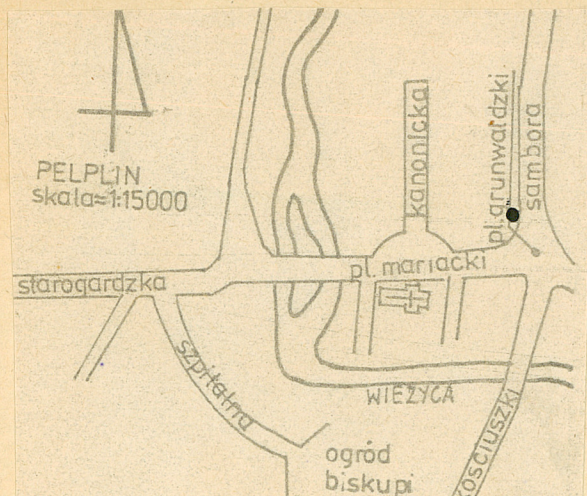 PELPLIN
skala≈1:15000
kanonicka
pl. grunwaldzki
sambora
pl. mariacki
starogardzka
szpitalna
WIEŻYCA
kościuszki
ogród
biskupi